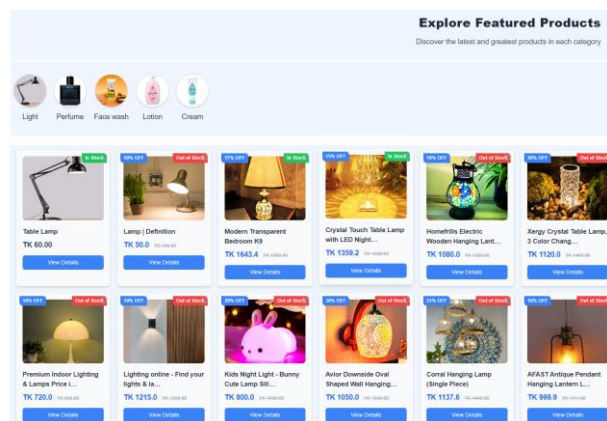 Explore Featured Products
Discover the latest and greatest products in each category
Light Perfume Face wash Lotion Cream
In Stock 50% OFF Out of Stock In Stock 15% OFF In Stock 10% OFF Out of Stock 20% OFF Out of Stock
Table Lamp
TK 60.00
View Details
Lamp | Definition
TK 50.0
View Details
Modern Transparent
Bedroom K9
TK 1643.4
View Details
Crystal Touch Table Lamp
with LED Night...
TK 1359.2
View Details
Homefrills Electric
Wooden Hanging Lant...
TK 1080.0
View Details
Xergy Crystal Table Lamp,
3 Color Chang...
TK 1120.0
View Details
Out of Stock Out of Stock 20% OFF Out of Stock Out of Stock 21% OFF Out of Stock 10% OFF Out of Stock
Premium Indoor Lighting
& Lamps Price i...
TK 720.0
View Details
Lighting online - Find your
lights & la...
TK 1215.0
View Details
Kids Night Light - Bunny
Cute Lamp Sili...
TK 800.0
View Details
Avior Downside Oval
Shaped Wall Hanging...
TK 1050.0
View Details
Corral Hanging Lamp
(Single Piece)
TK 1137.6
View Details
AFAST Antique Pendant
Hanging Lantern L...
TK 999.9
View Details